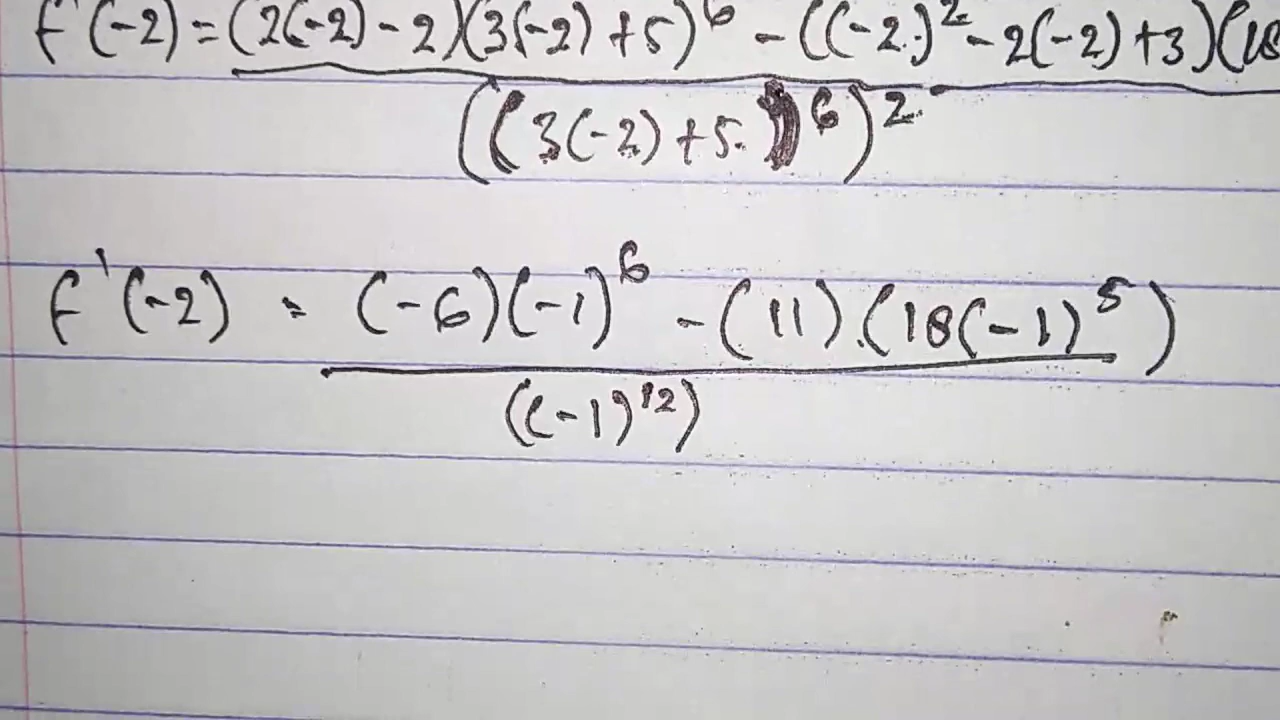 f'(-2) = (2(-2) - 2)(3(-2) + 5)^6 - ((-2.)^2 - 2(-2) + 3)(18
((3(-2) + 5.)^6)^2.
f'(-2) = (-6)(-1)^6 - (11).(18(-1)^5)
((-1)^12)